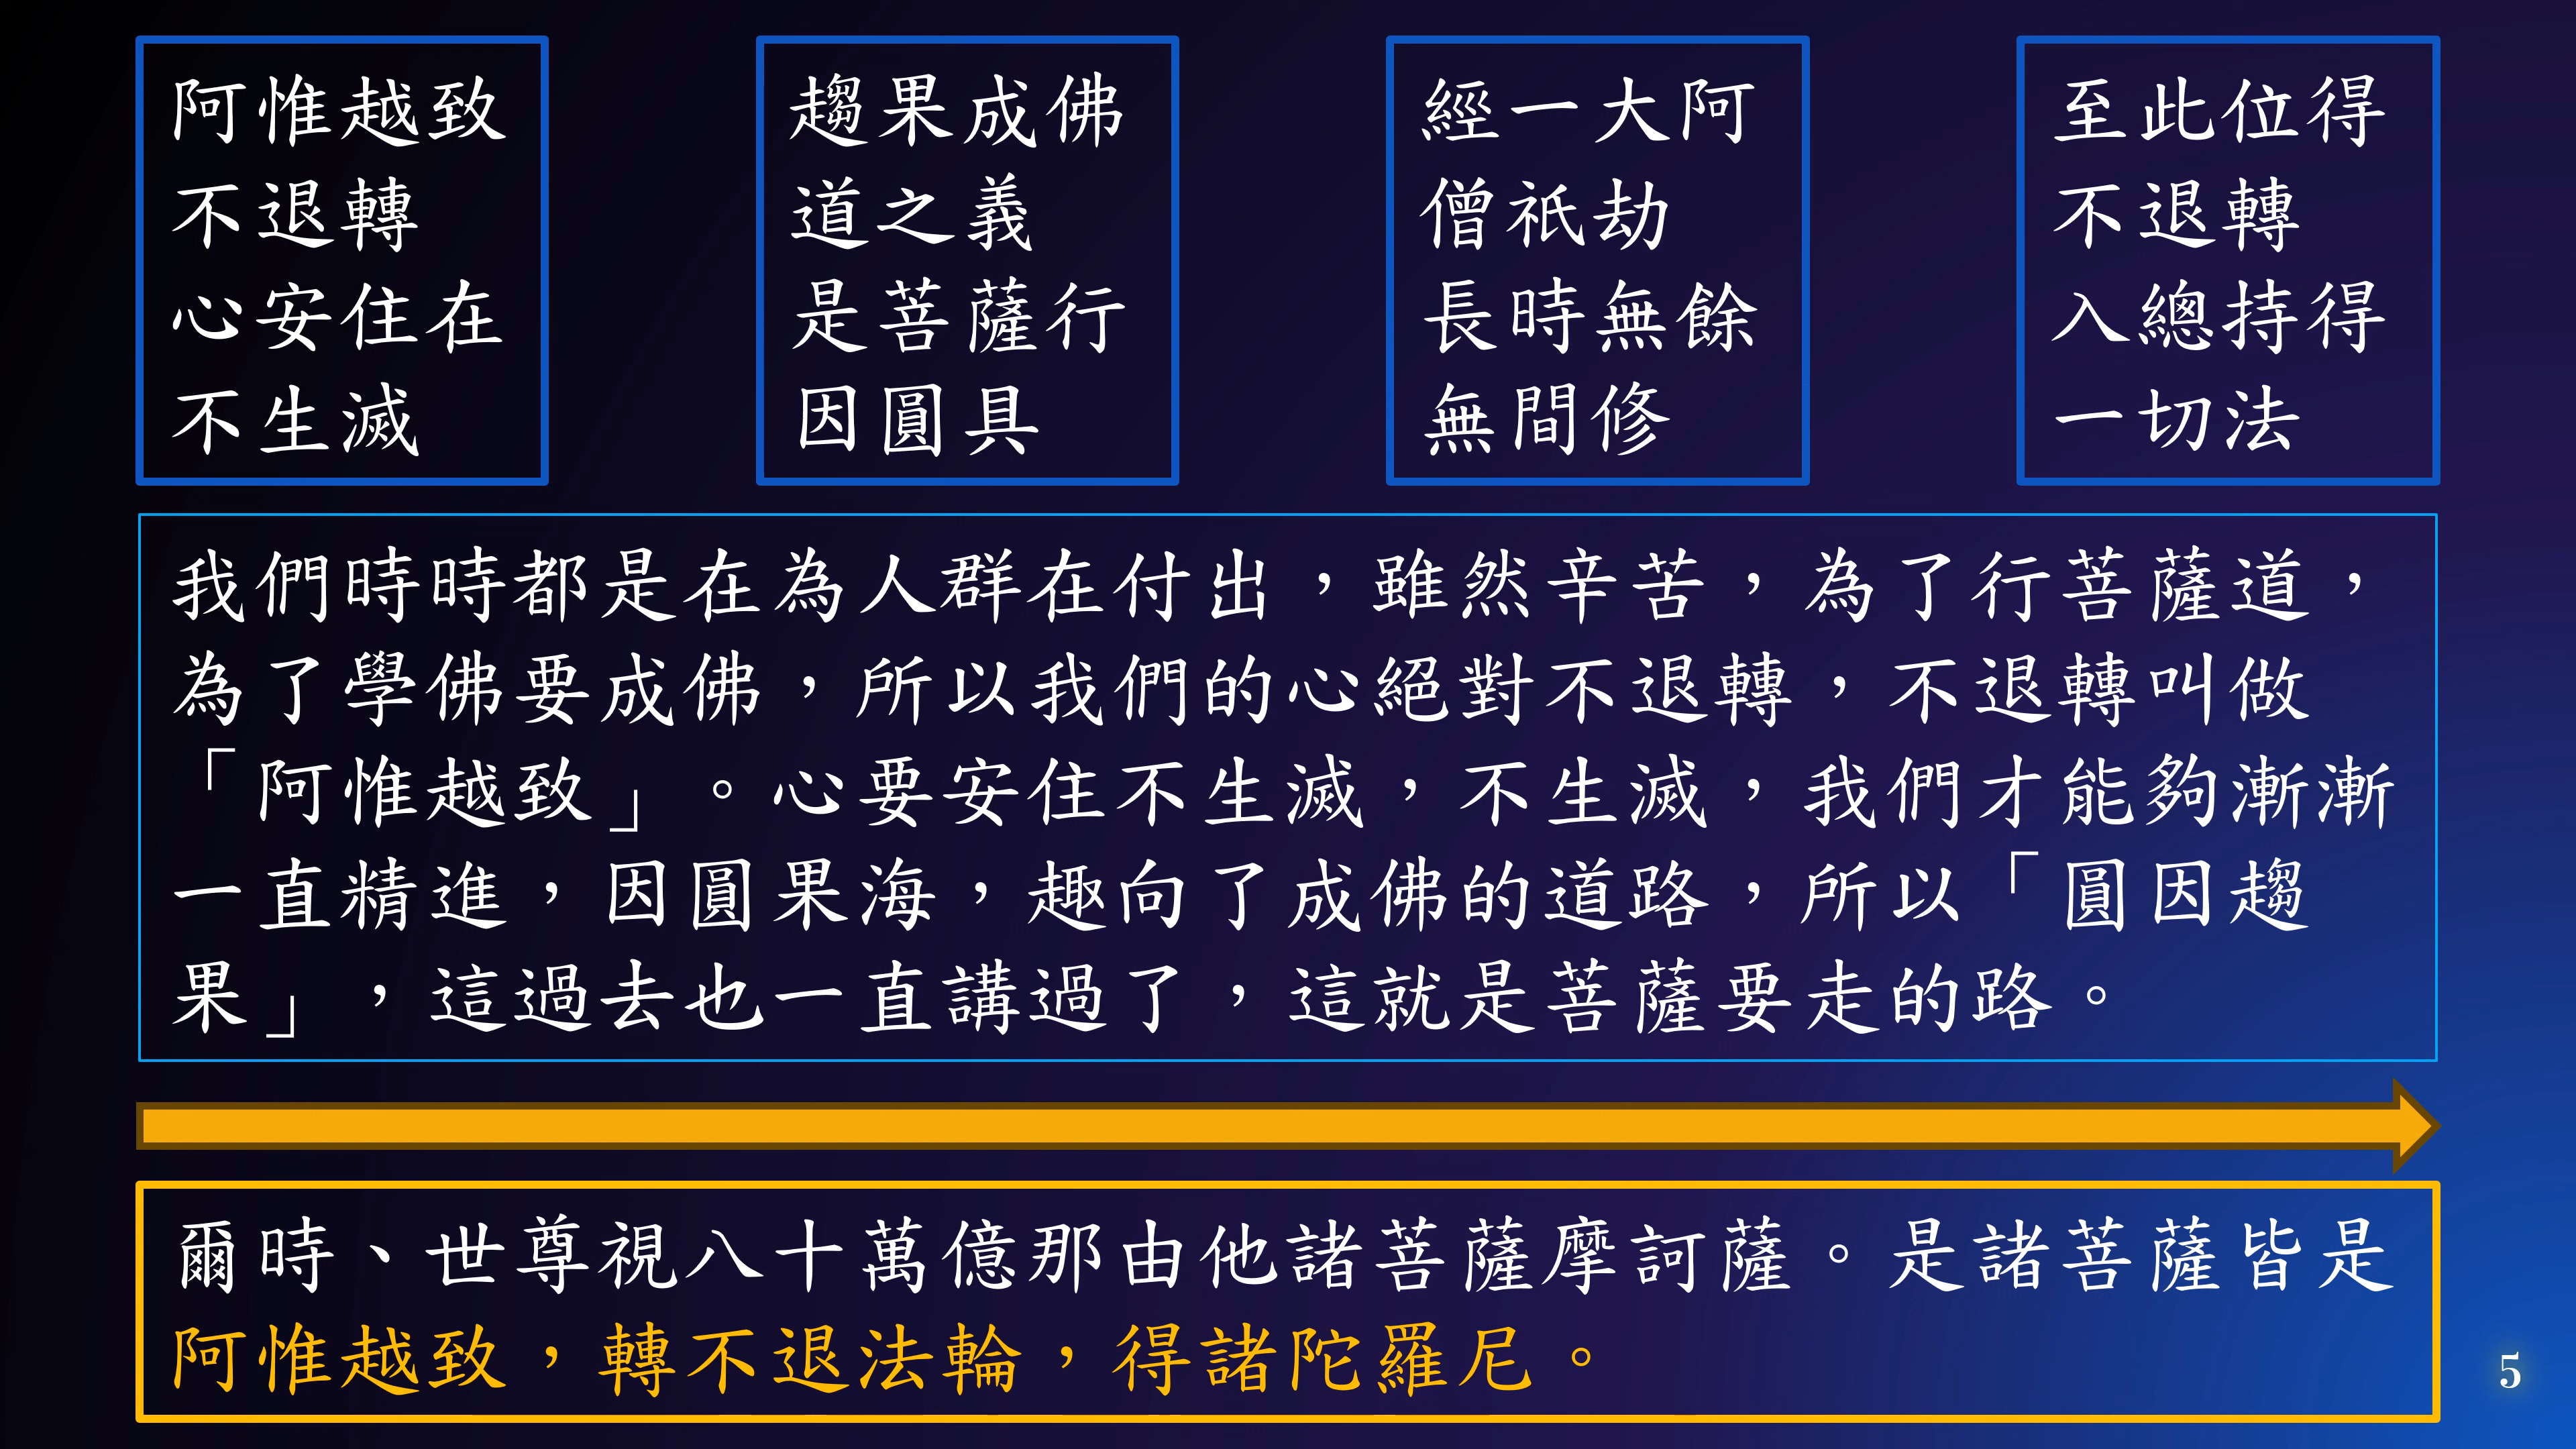 阿惟越致
不退轉
心安住在
不生滅
趨果成佛
道之義
是菩薩行
因圓具
經一大阿
僧祇劫
長時無餘
無間修
至此位得
不退轉
入總持得
一切法
我們時時都是在為人群在付出，雖然辛苦，為了行菩薩道，
為了學佛要成佛，所以我們的心絕對不退轉，不退轉叫做
「阿惟越致」。心要安住不生滅，不生滅，我們才能夠漸漸
一直精進，因圓果海，趣向了成佛的道路，所以「圓因趨
果」，這過去也一直講過了，這就是菩薩要走的路。
爾時、世尊視八十萬億那由他諸菩薩摩訶薩。是諸菩薩皆是
阿惟越致，轉不退法輪，得諸陀羅尼。
5